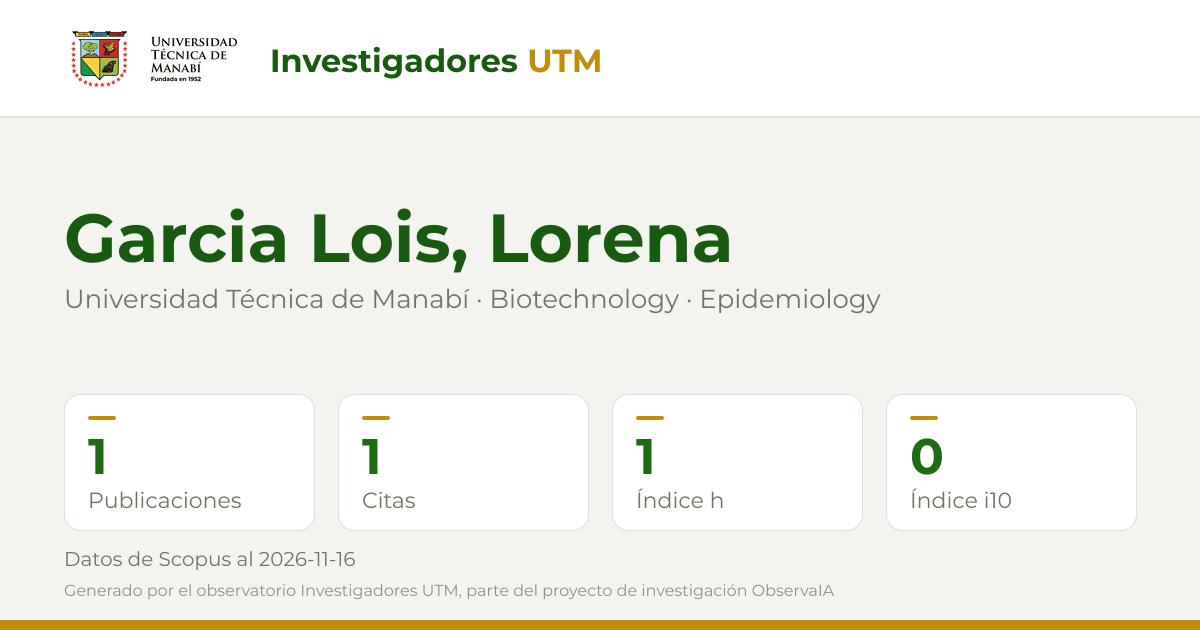 UNIVERSIDAD
TÉCNICA DE
MANABÍ
Fundada en 1952
Investigadores UTM
Garcia Lois, Lorena
Universidad Técnica de Manabí · Biotechnology · Epidemiology
1
Publicaciones
1
Citas
1
Índice h
0
Índice i10
Datos de Scopus al 2026-11-16
Generado por el observatorio Investigadores UTM, parte del proyecto de investigación ObservaIA